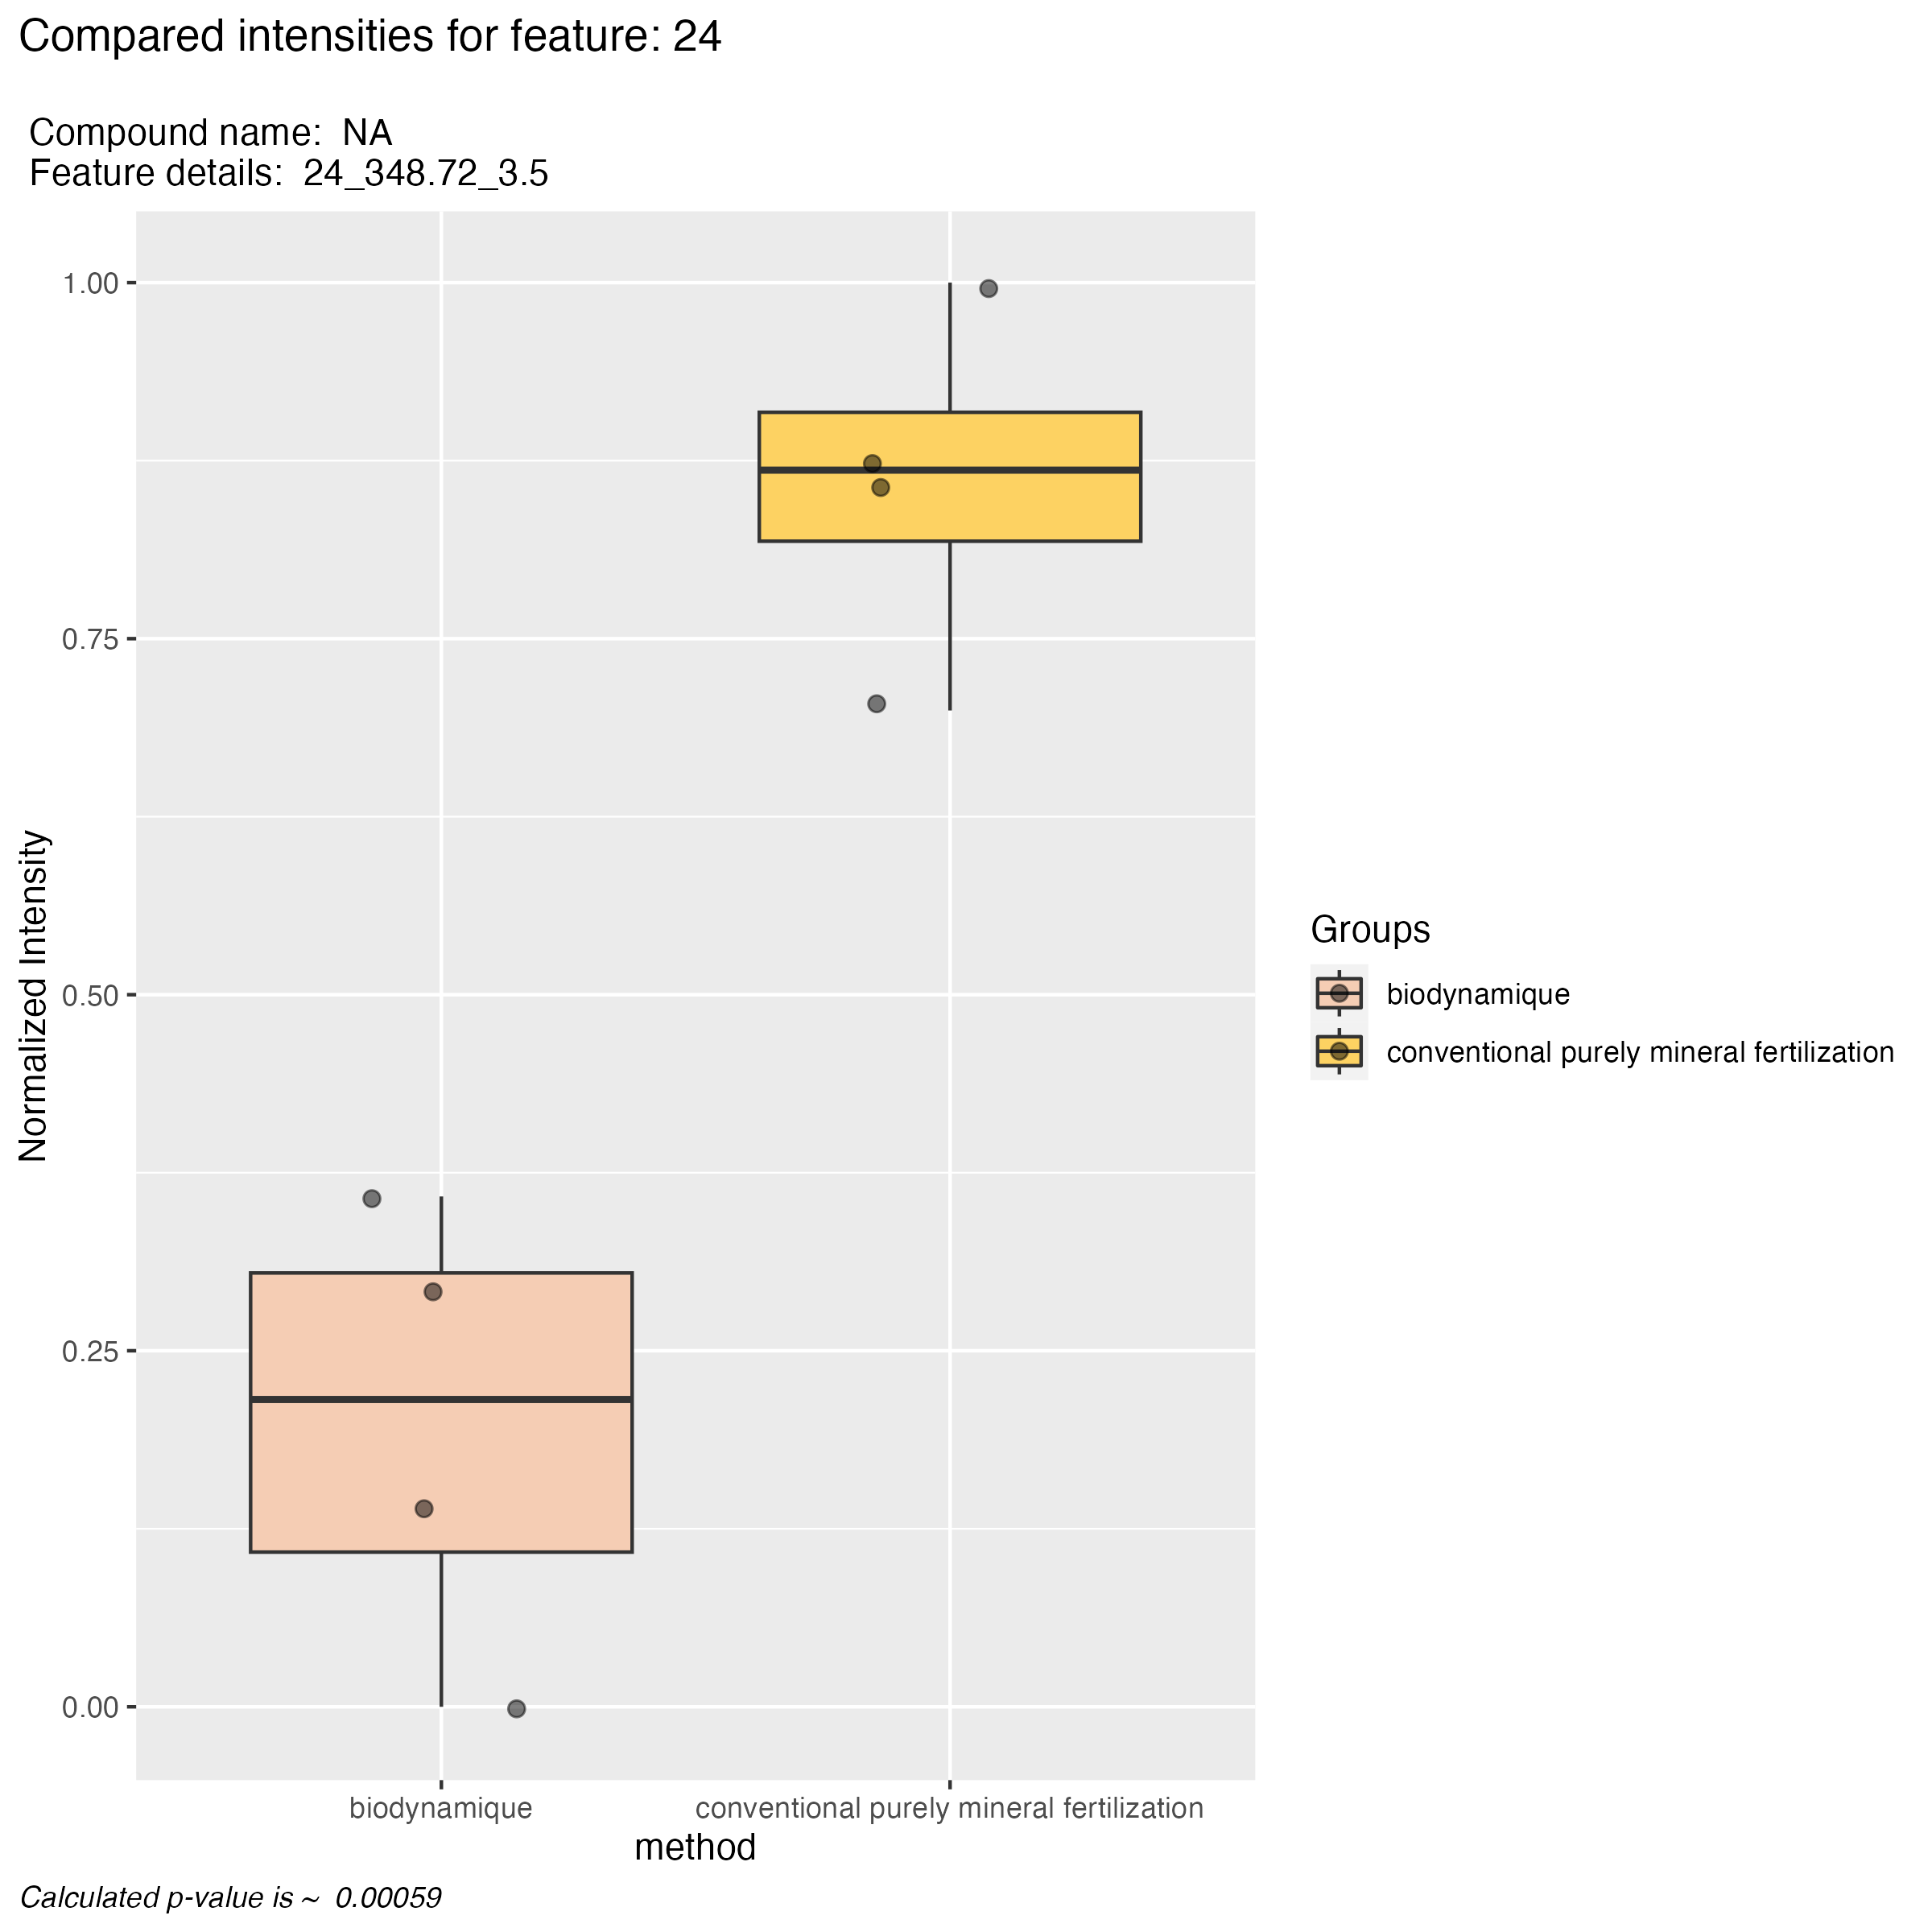 Compared intensities for feature: 24
Compound name:  NA
Feature details:  24_348.72_3.5
1.00
0.75
0.50
0.25
0.00
Normalized Intensity
biodynamique
conventional purely mineral fertilization
method
Groups
biodynamique
conventional purely mineral fertilization
Calculated p-value is ~  0.00059